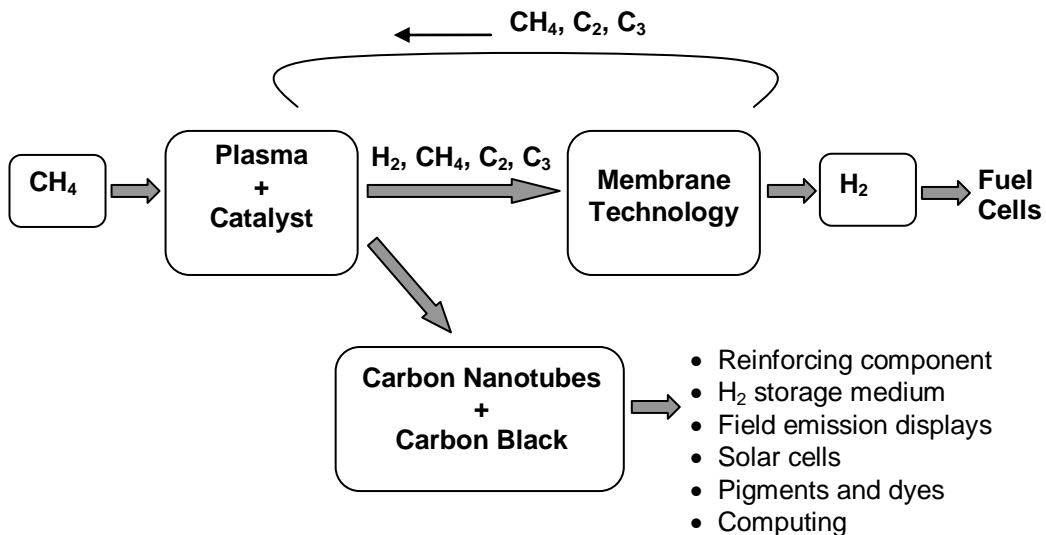 CH₄, C₂, C₃
CH₄
Plasma
+
Catalyst
H₂, CH₄, C₂, C₃
Membrane
Technology
H₂
Fuel
Cells
Carbon Nanotubes
+
Carbon Black
• Reinforcing component
• H₂ storage medium
• Field emission displays
• Solar cells
• Pigments and dyes
• Computing